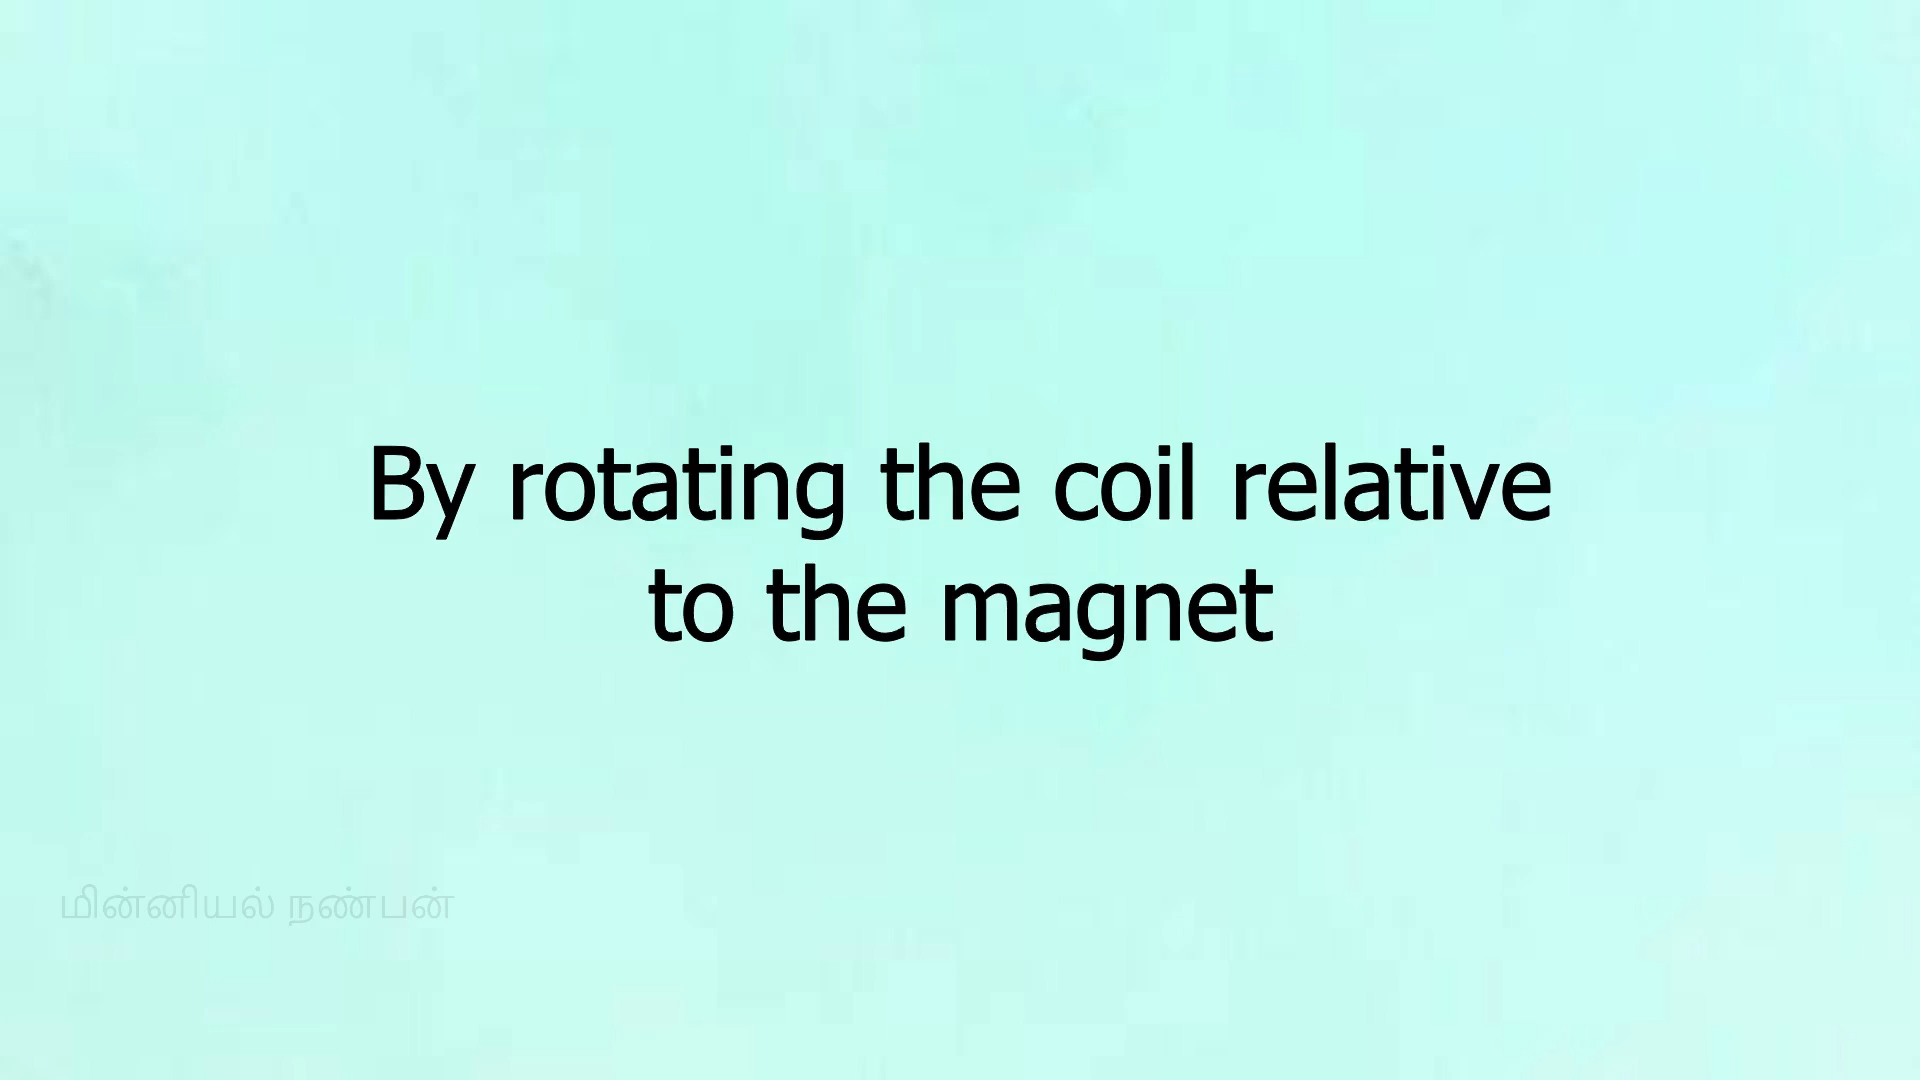 By rotating the coil relative
to the magnet
மின்னியல் நண்பன்